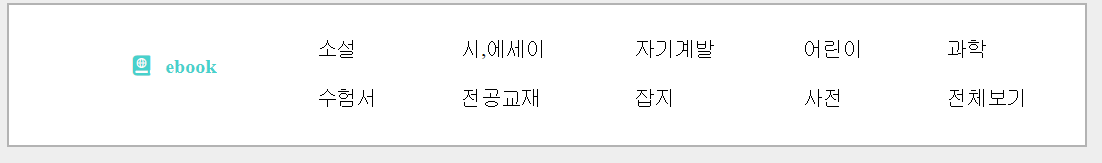 ebook
소설 시,에세이 자기계발 어린이 과학
수험서 전공교재 잡지 사전 전체보기